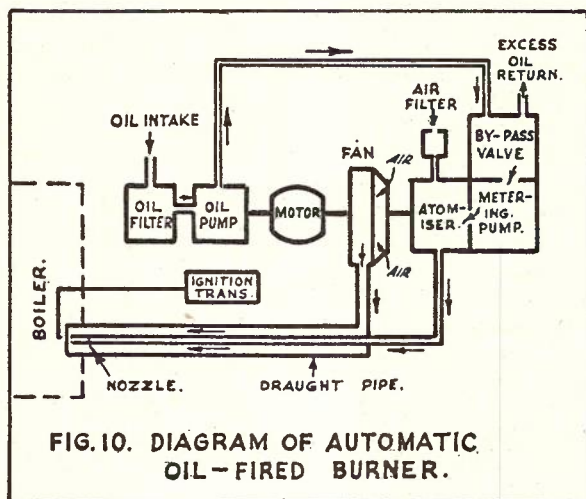 EXCESS
OIL
RETURN.
AIR
FILTER
OIL INTAKE
BY-PASS
VALVE
FAN
AIR
OIL
FILTER
OIL PUMP
MOTOR
ATOM-
ISER.
METER-
ING.
PUMP.
AIR
BOILER.
IGNITION
TRANS.
NOZZLE.
DRAUGHT PIPE.
FIG.10. DIAGRAM OF AUTOMATIC
OIL-FIRED BURNER.